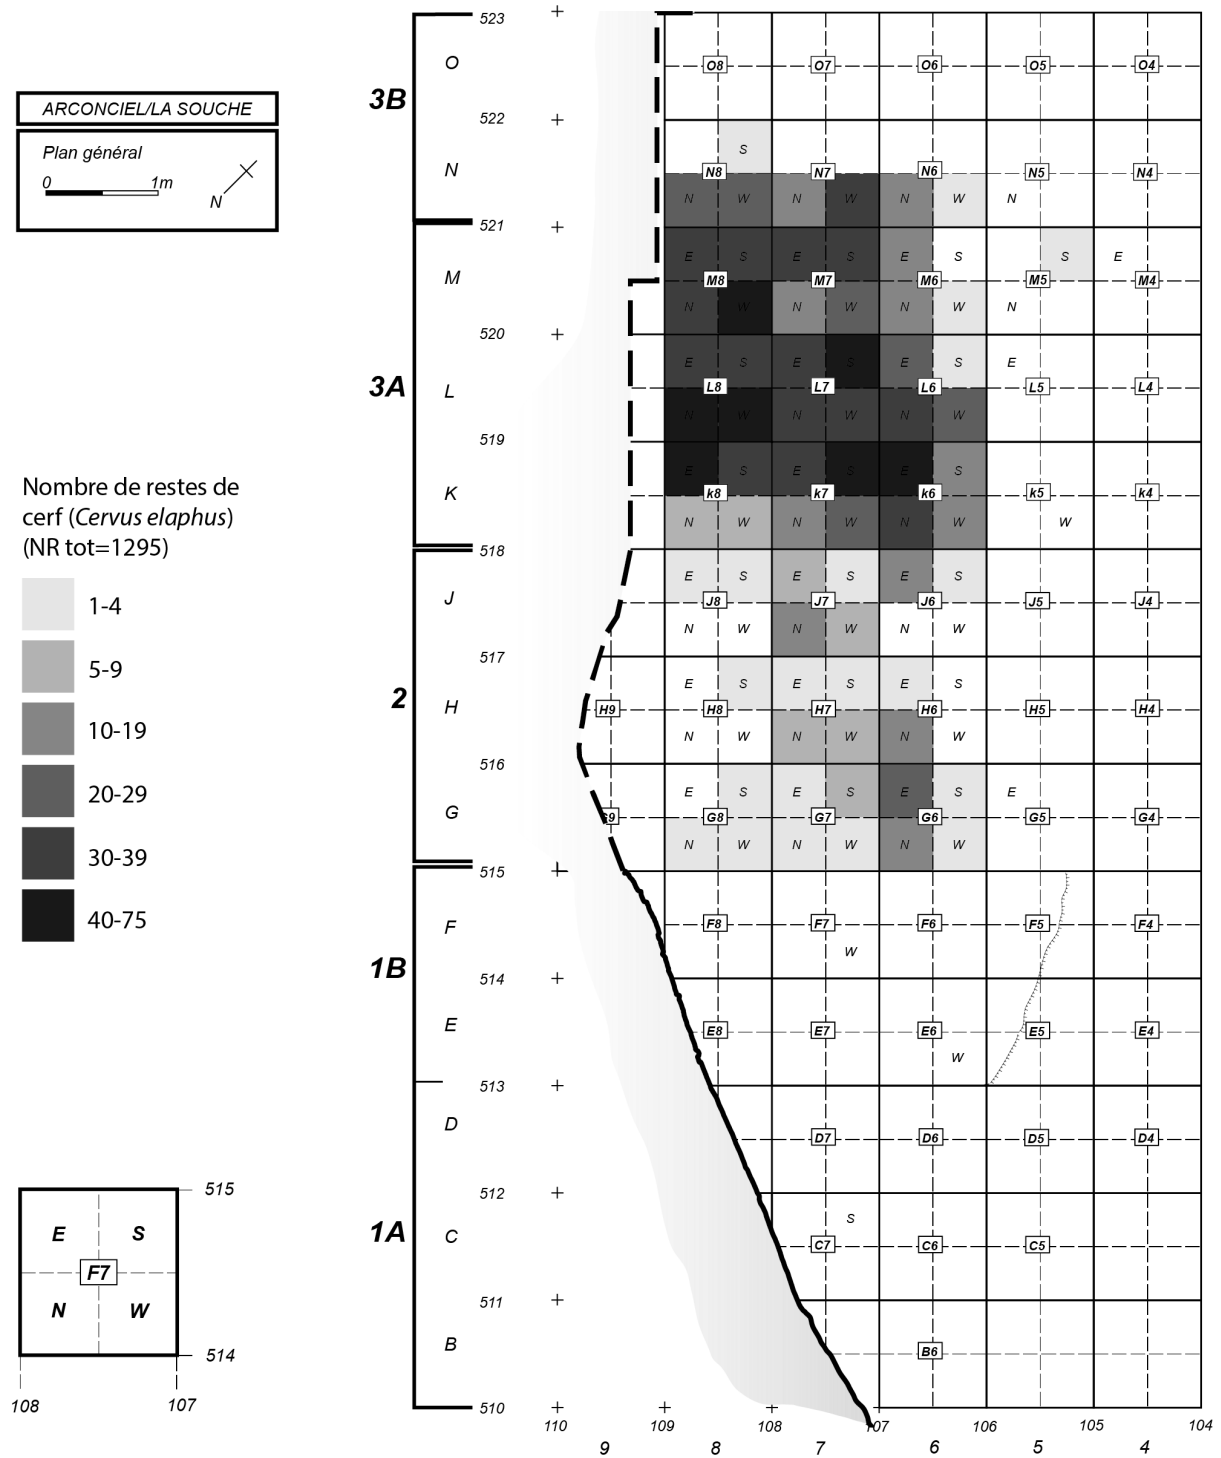 ARCONCIEL/LA SOUCHE
Plan général
0 1m
N
Nombre de restes de
cerf (Cervus elaphus)
(NR tot=1295)
1-4
5-9
10-19
20-29
30-39
40-75
E S
F7
N W
515
514
108 107
3B
3A
2
1B
1A
523
O
522
N
521
M
520
L
519
K
518
J
517
H
516
G
515
F
514
E
513
D
512
C
511
B
510
O8 O7 O6 O5 O4
S
N8 N7 N6 N5 N4
N W N W N W N
E S E S E S S E
M8 M7 M6 M5 M4
N W N W N W N
E S E S E S E
L8 L7 L6 L5 L4
N W N W N W
E S E S E S
k8 k7 k6 k5 k4
N W N W N W W
E S E S E S
J8 J7 J6 J5 J4
N W N W N W
E S E S E S
H9 H8 H7 H6 H5 H4
N W N W N W
E S E S E S E
G9 G8 G7 G6 G5 G4
N W N W N W
F8 F7 F6 F5 F4
W
E8 E7 E6 E5 E4
W
D7 D6 D5 D4
S
C7 C6 C5
B6
110 109 108 107 106 105 104
9 8 7 6 5 4